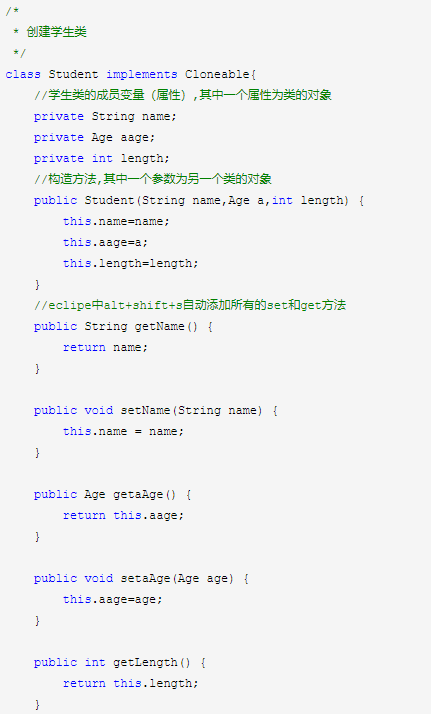 /*
 * 创建学生类
 */
class Student implements Cloneable{
    //学生类的成员变量（属性）,其中一个属性为类的对象
    private String name;
    private Age aage;
    private int length;
    //构造方法,其中一个参数为另一个类的对象
    public Student(String name,Age a,int length) {
        this.name=name;
        this.aage=a;
        this.length=length;
    }
    //eclipe中alt+shift+s自动添加所有的set和get方法
    public String getName() {
        return name;
    }

    public void setName(String name) {
        this.name = name;
    }

    public Age getaAge() {
        return this.aage;
    }

    public void setaAge(Age age) {
        this.aage=age;
    }

    public int getLength() {
        return this.length;
    }